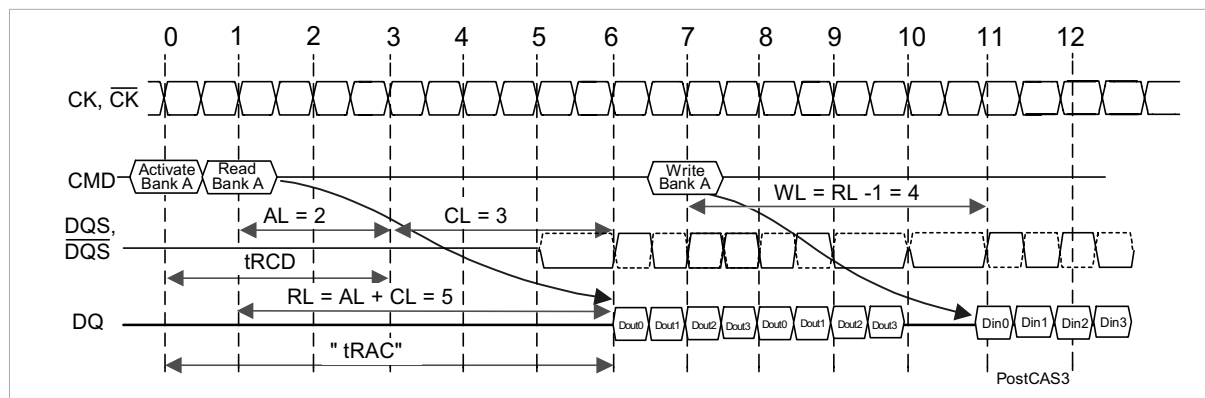 0 1 2 3 4 5 6 7 8 9 10 11 12
CK, CK
CMD
Activate
Bank A
Read
Bank A
Write
Bank A
WL = RL -1 = 4
AL = 2
CL = 3
DQS,
DQS
tRCD
RL = AL + CL = 5
DQ
Dout0 Dout1 Dout2 Dout3 Dout0 Dout1 Dout2 Dout3
Din0 Din1 Din2 Din3
" tRAC"
PostCAS3